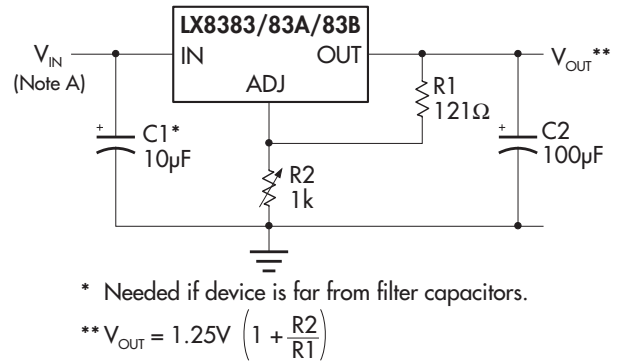 LX8383/83A/83B
V_IN
(Note A)
IN
OUT
ADJ
V_OUT**
R1
121Ω
C1*
10µF
+
R2
1k
+
C2
100µF
* Needed if device is far from filter capacitors.
** V_OUT = 1.25V (1 + R2/R1)